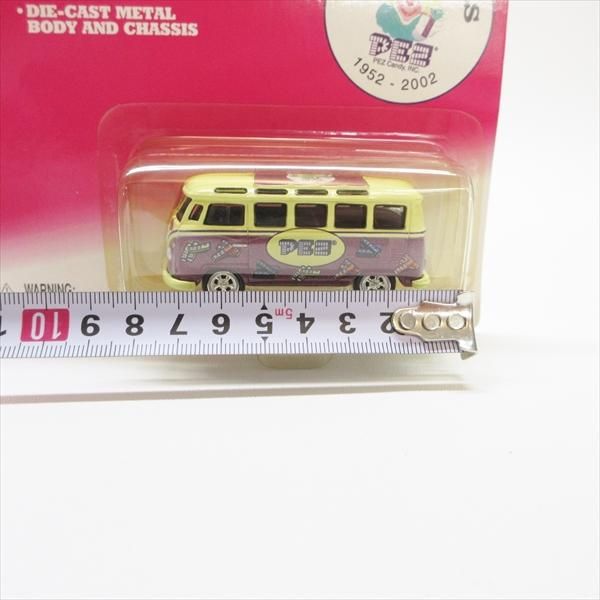 • DIE-CAST METAL
BODY AND CHASSIS
S
PEZ
PEZ Candy, INC.
1952 - 2002
PEZ
WARNING:
1 10 9 8 7 6 5 5m 4 3 2